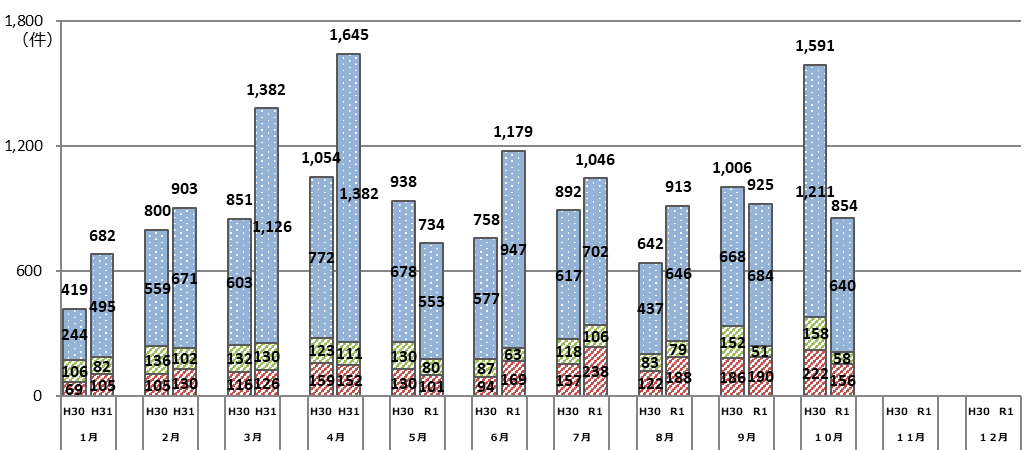 1,800
(件)
1,200
600
0
419 682 800 903 851 1,382 1,054 1,645 938 734 758 1,179 892 1,046 642 913 1,006 925 1,591 854
244 495 559 671 603 1,126 772 1,382 678 553 577 947 617 702 437 646 668 684 1,211 640
106 82 136 102 132 130 123 111 130 80 87 63 118 106 83 79 152 51 158 58
69 105 105 130 116 126 159 152 130 101 94 169 157 238 122 188 186 190 222 156
H30 H31 H30 H31 H30 H31 H30 H31 H30 R1 H30 R1 H30 R1 H30 R1 H30 R1 H30 R1 H30 R1 H30 R1
1月 2月 3月 4月 5月 6月 7月 8月 9月 10月 11月 12月